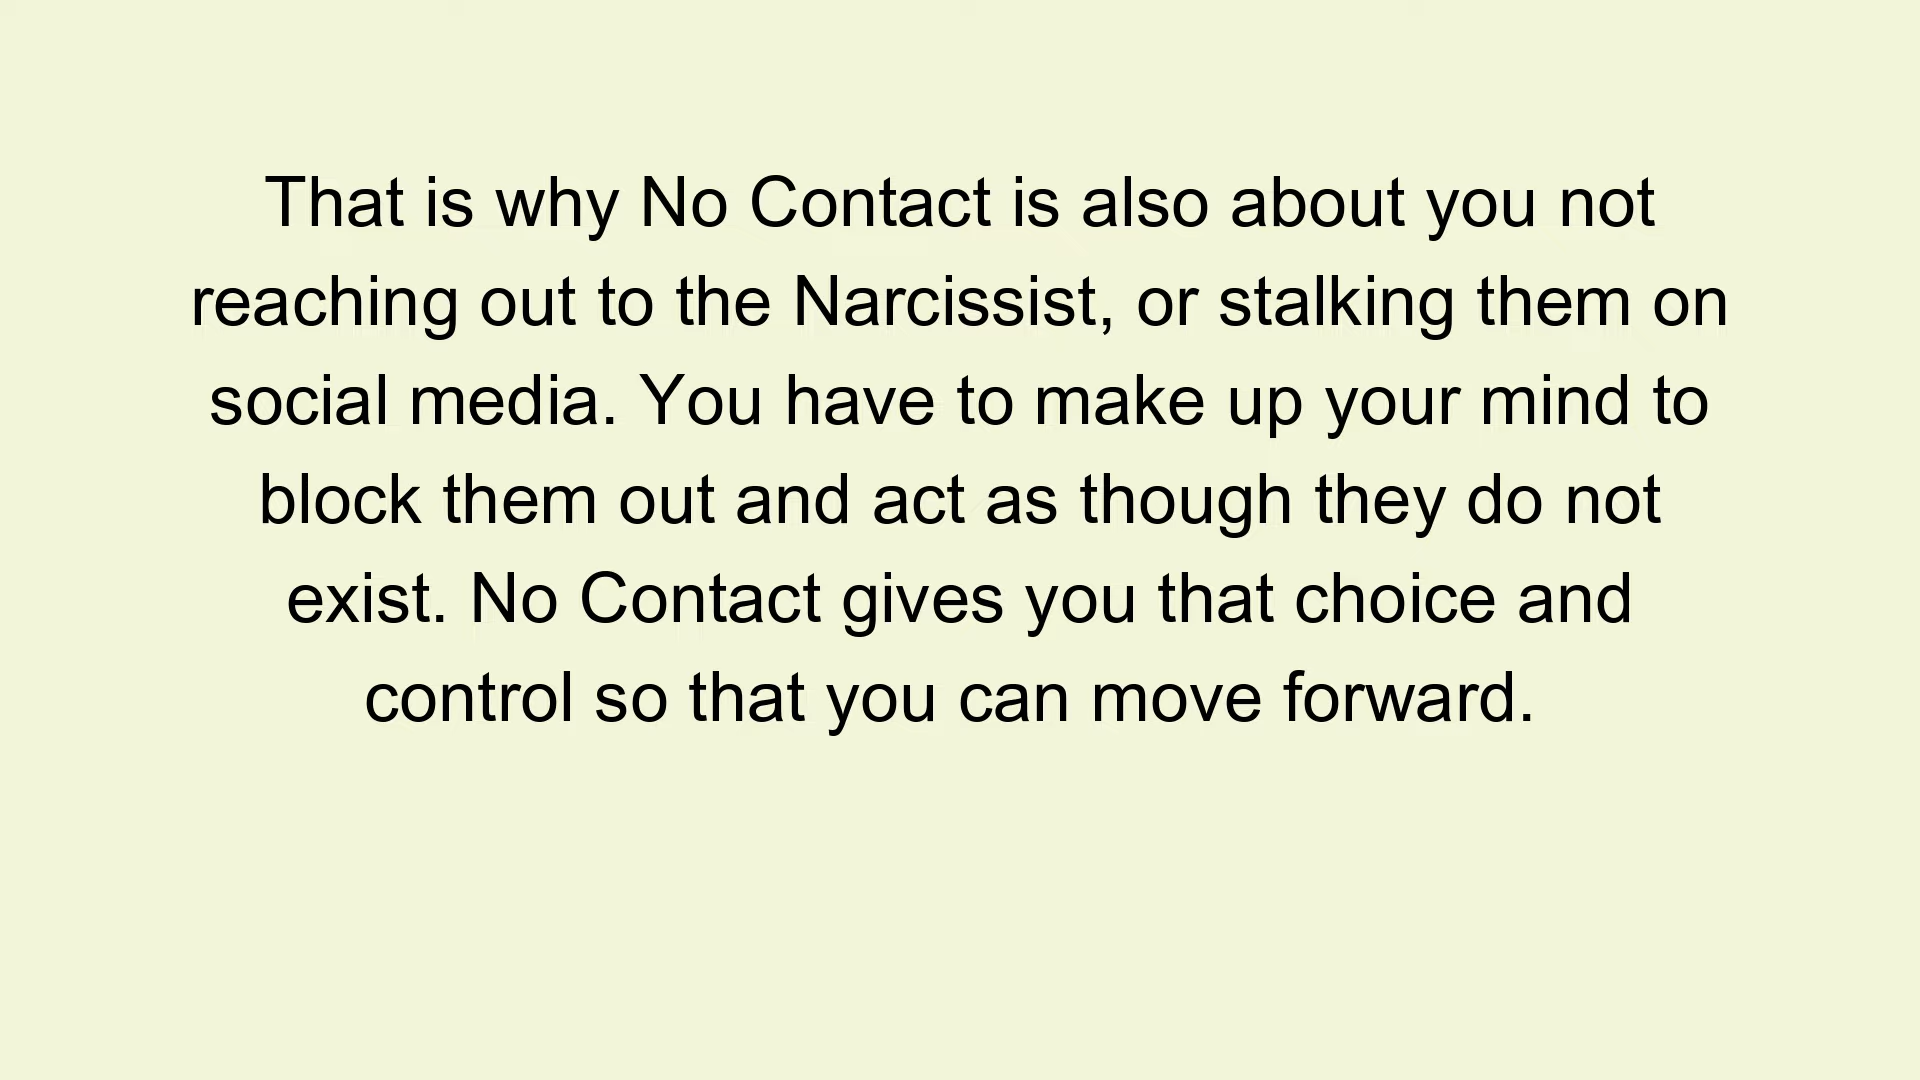 That is why No Contact is also about you not
reaching out to the Narcissist, or stalking them on
social media. You have to make up your mind to
block them out and act as though they do not
exist. No Contact gives you that choice and
control so that you can move forward.